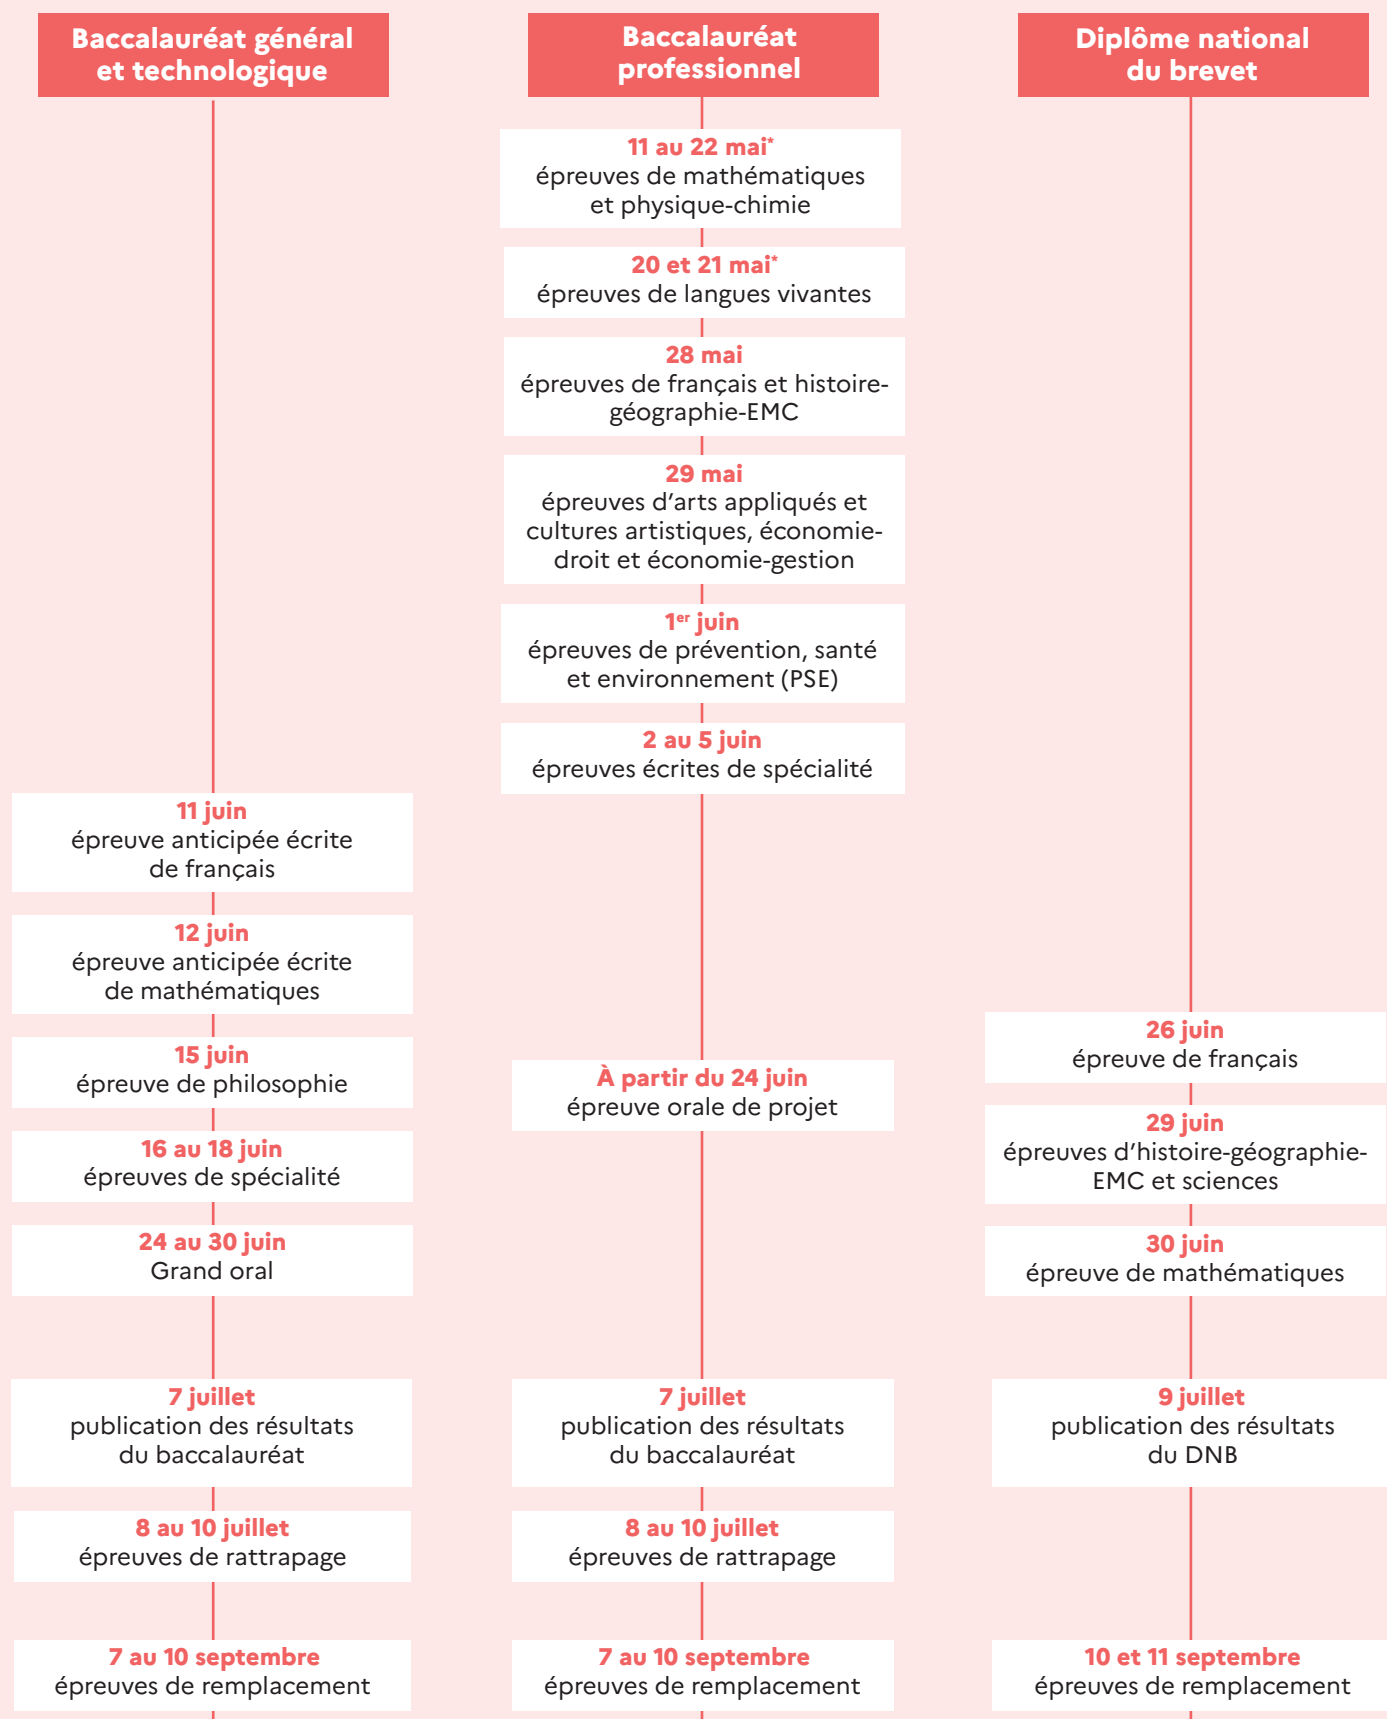 Baccalauréat général
et technologique
11 juin
épreuve anticipée écrite
de français
12 juin
épreuve anticipée écrite
de mathématiques
15 juin
épreuve de philosophie
16 au 18 juin
épreuves de spécialité
24 au 30 juin
Grand oral
7 juillet
publication des résultats
du baccalauréat
8 au 10 juillet
épreuves de rattrapage
7 au 10 septembre
épreuves de remplacement
Baccalauréat
professionnel
11 au 22 mai*
épreuves de mathématiques
et physique-chimie
20 et 21 mai*
épreuves de langues vivantes
28 mai
épreuves de français et histoire-
géographie-EMC
29 mai
épreuves d’arts appliqués et
cultures artistiques, économie-
droit et économie-gestion
1er juin
épreuves de prévention, santé
et environnement (PSE)
2 au 5 juin
épreuves écrites de spécialité
À partir du 24 juin
épreuve orale de projet
7 juillet
publication des résultats
du baccalauréat
8 au 10 juillet
épreuves de rattrapage
7 au 10 septembre
épreuves de remplacement
Diplôme national
du brevet
26 juin
épreuve de français
29 juin
épreuves d’histoire-géographie-
EMC et sciences
30 juin
épreuve de mathématiques
9 juillet
publication des résultats
du DNB
10 et 11 septembre
épreuves de remplacement